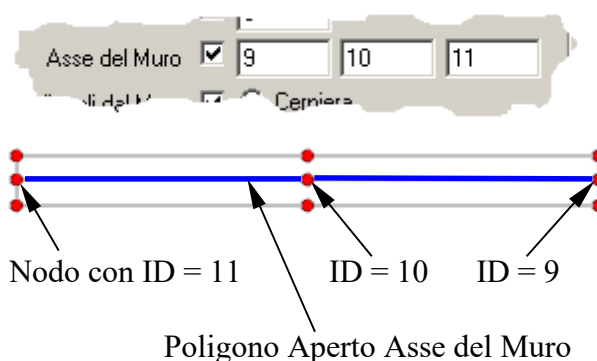 Asse del Muro 9 10 11
Cerniera
Nodo con ID = 11 ID = 10 ID = 9
Poligono Aperto Asse del Muro